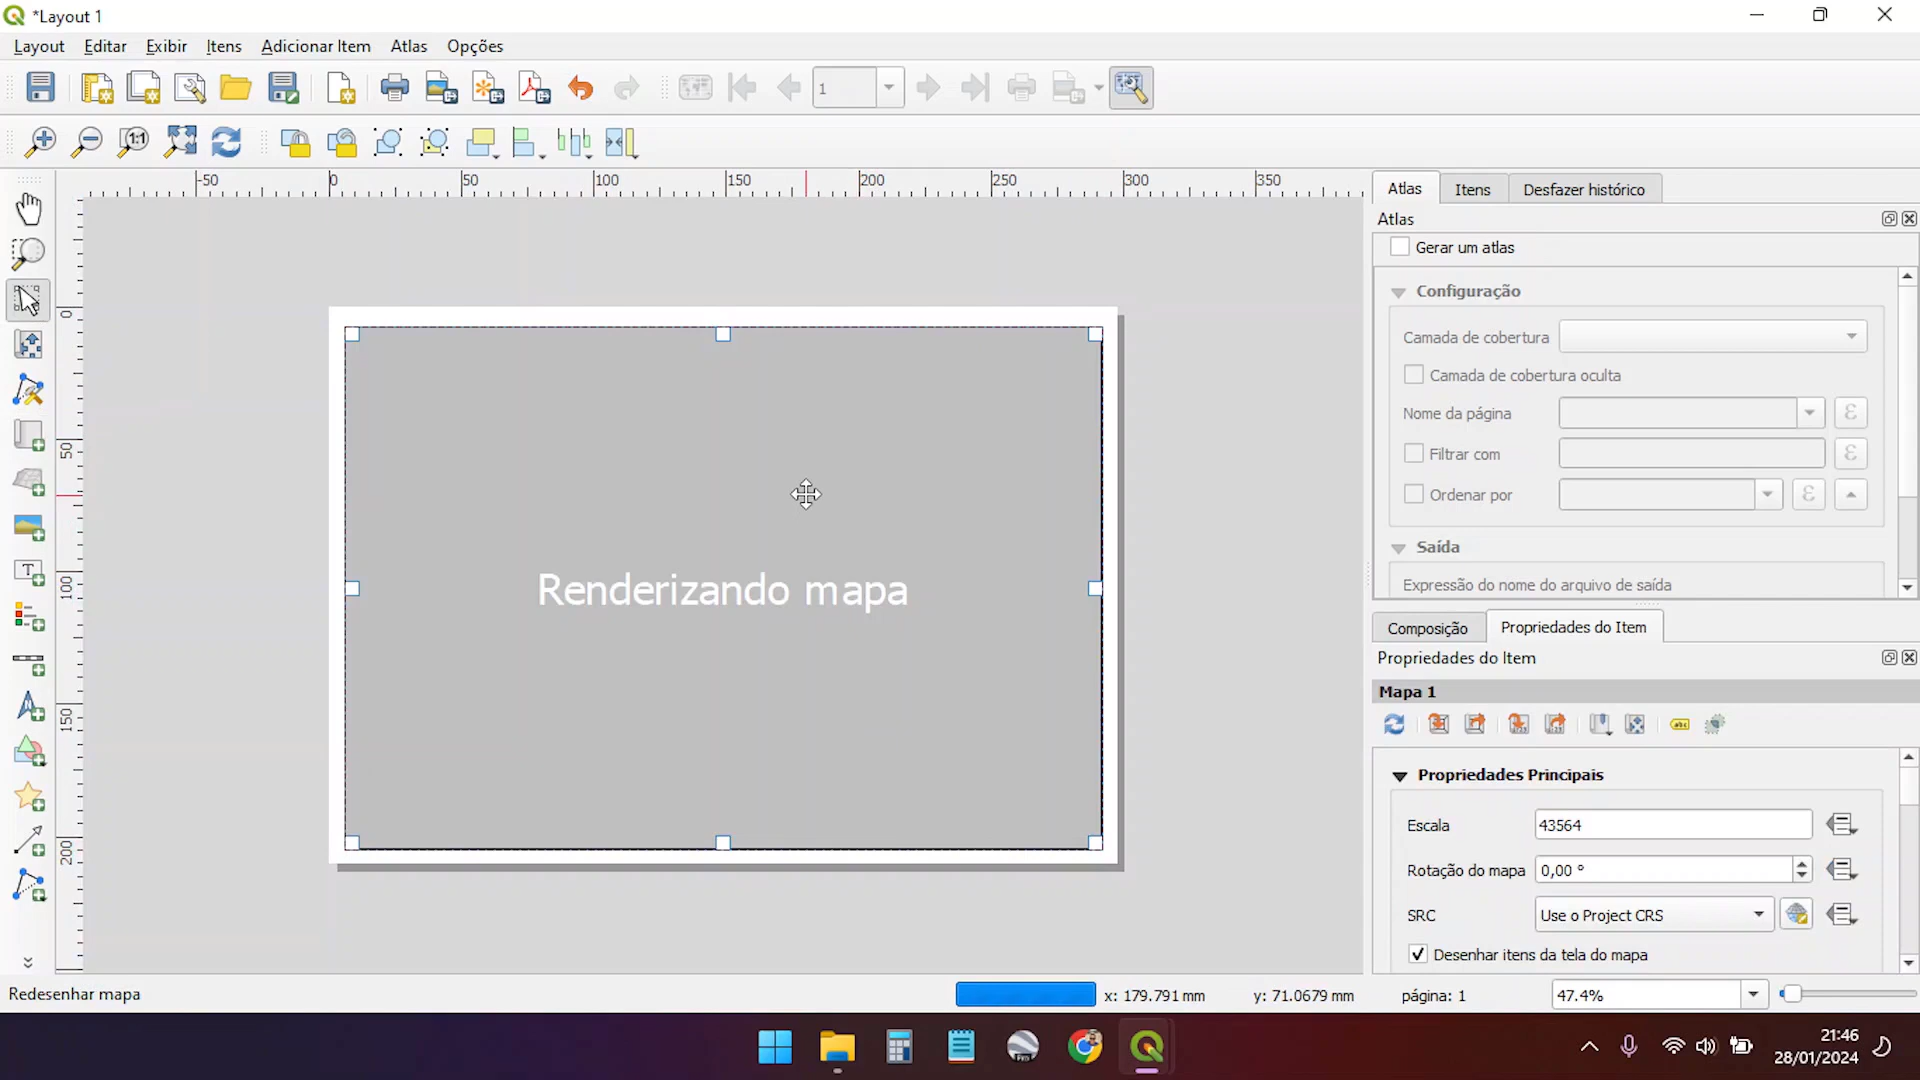 *Layout 1
Layout Editar Exibir Itens Adicionar Item Atlas Opções
1
1:1
-50 0 50 100 150 200 250 300 350
Atlas Itens Desfazer histórico
Atlas
Gerar um atlas
Configuração
Camada de cobertura
Camada de cobertura oculta
Nome da página
Filtrar com
Ordenar por
Saída
Expressão do nome do arquivo de saída
0
50
100
150
200
Renderizando mapa
Composição Propriedades do Item
Propriedades do Item
Mapa 1
Propriedades Principais
Escala 43564
Rotação do mapa 0,00 °
SRC Use o Project CRS
Desenhar itens da tela do mapa
Redesenhar mapa x: 179.791 mm y: 71.0679 mm página: 1 47.4%
21:46
28/01/2024